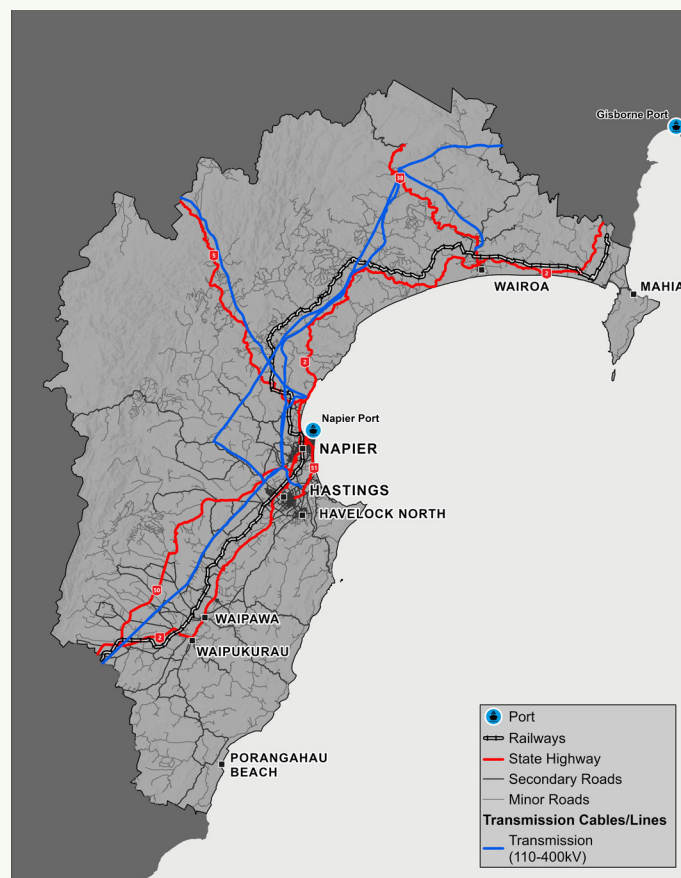 Gisborne Port
38
5
WAIROA
2
MAHIA
2
Napier Port
NAPIER
51
HASTINGS
HAVELOCK NORTH
50
WAIPAWA
2
WAIPUKURAU
PORANGAHAU
BEACH
Port
Railways
State Highway
Secondary Roads
Minor Roads
Transmission Cables/Lines
Transmission
(110-400kV)